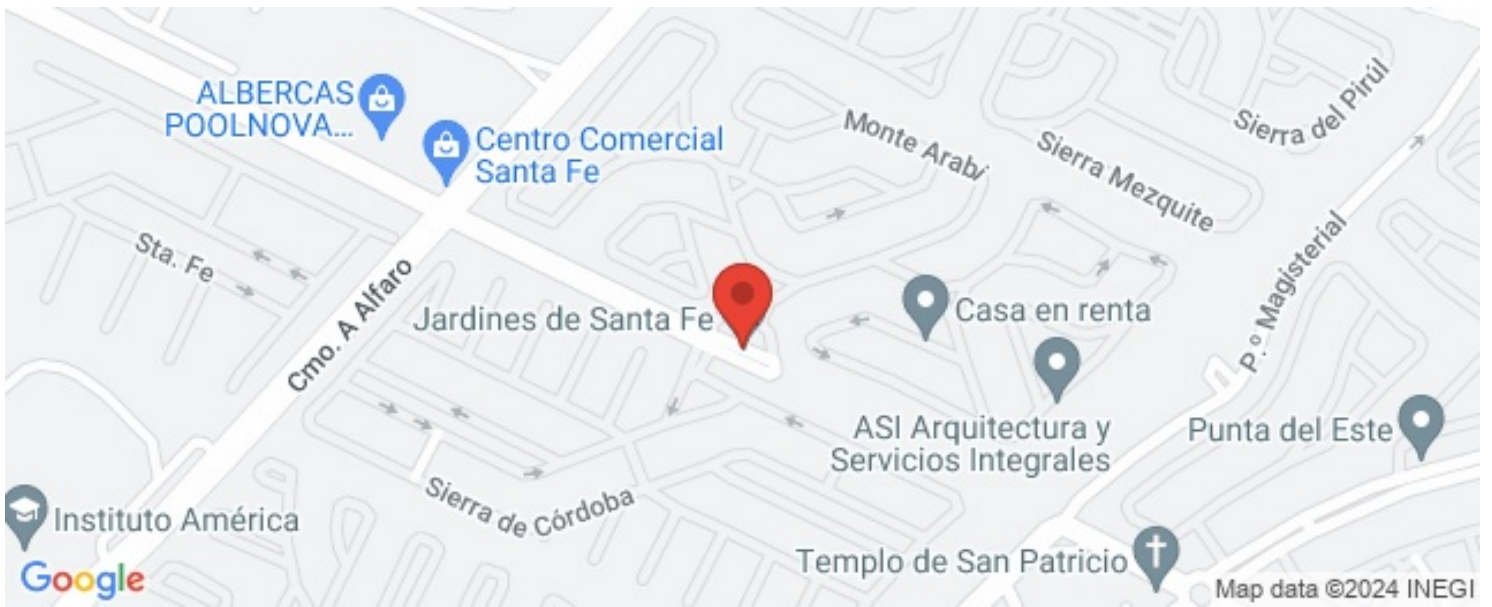 ALBERCAS
POOLNOVA...
Centro Comercial
Santa Fe
Monte Arabí
Sierra Mezquite
Sierra del Pirúl
Sta. Fe
Cmo. A Alfaro
Jardines de Santa Fe
Casa en renta
P.º Magisterial
ASI Arquitectura y
Servicios Integrales
Punta del Este
Sierra de Córdoba
Instituto América
Templo de San Patricio
Google
Map data ©2024 INEGI